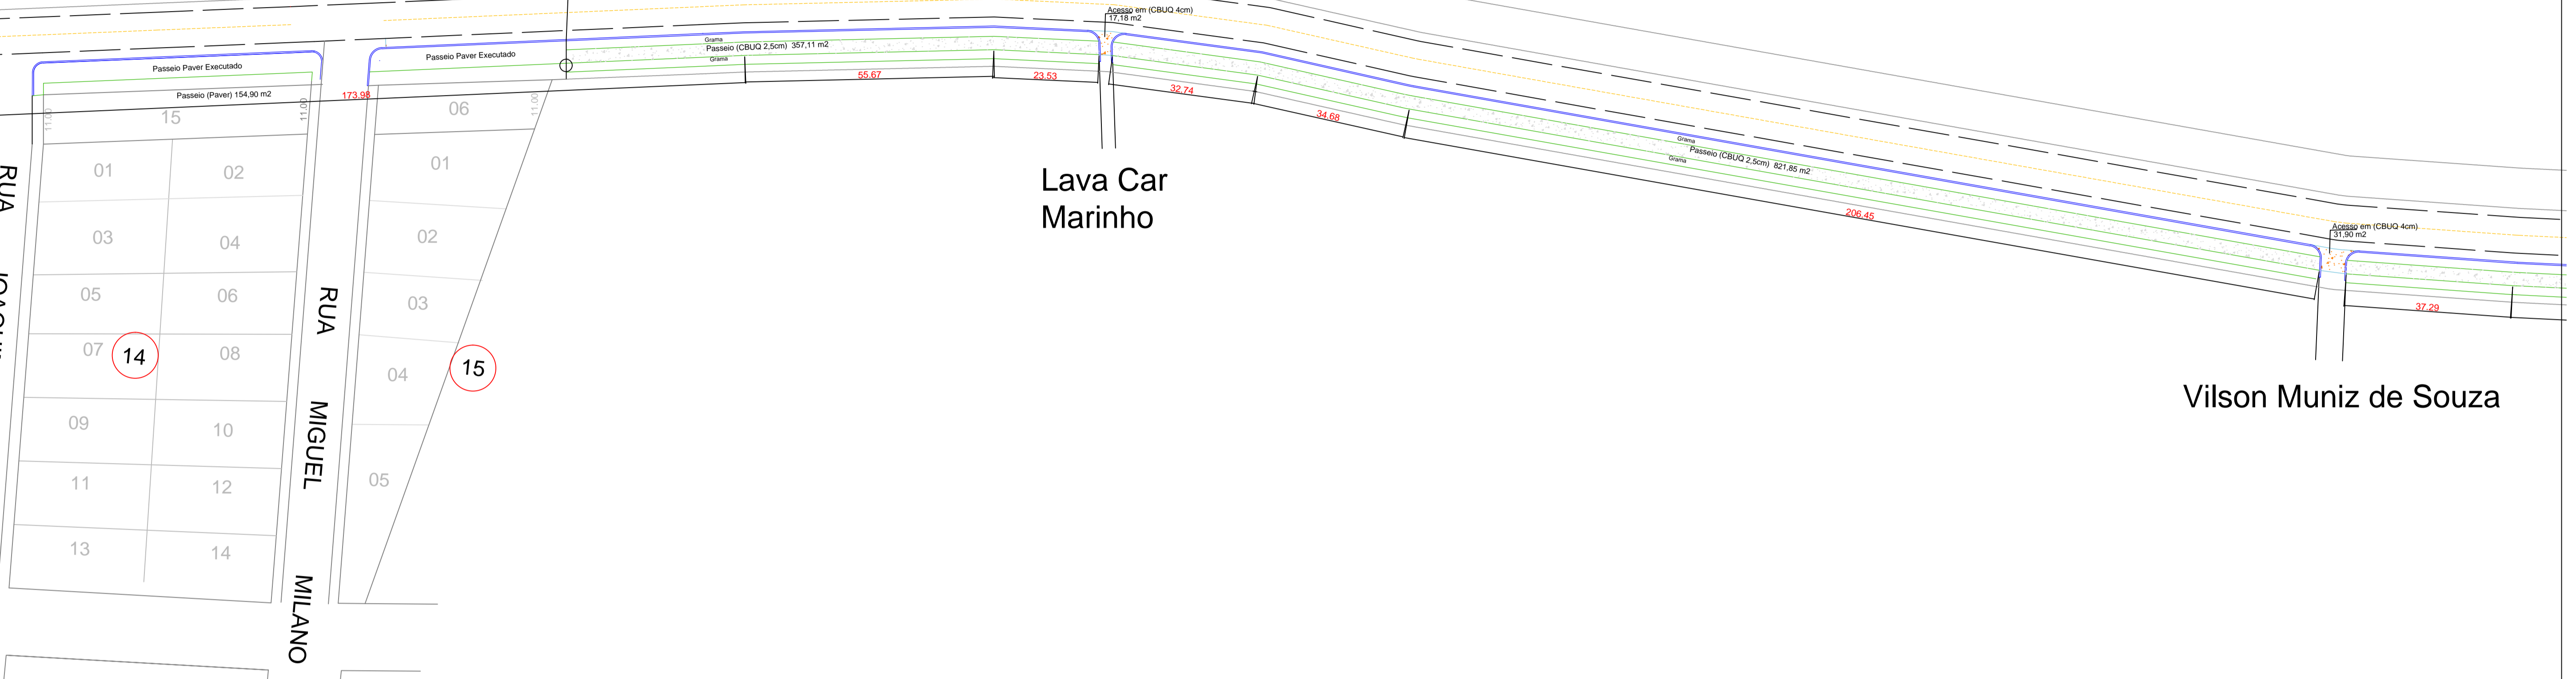 Acesso em (CBUQ 4cm)
17,18 m2
Grama
Passeio (CBUQ 2,5cm) 357,11 m2
Grama
Passeio Paver Executado
Passeio Paver Executado
Passeio (Paver) 154,90 m2
173.98
55.67
23.53
32.74
34.68
Grama
Passeio (CBUQ 2,5cm) 821,85 m2
Grama
206.45
Acesso em (CBUQ 4cm)
31,90 m2
37.29
11.00
15
11.00
06
11.00
01
02
03
04
05
06
07
08
09
10
11
12
13
14
14
01
02
03
04
05
15
RUA
RUA
MIGUEL
MILANO
Lava Car
Marinho
Vilson Muniz de Souza